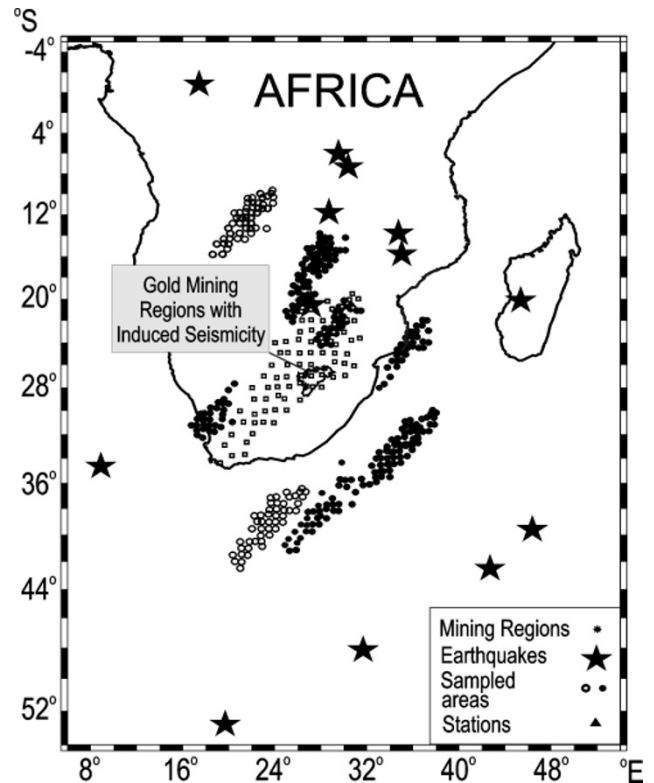 °S
-4°
AFRICA
4°
12°
Gold Mining
Regions with
Induced Seismicity
20°
28°
36°
44°
52°
Mining Regions
Earthquakes
Sampled
areas
Stations
8° 16° 24° 32° 40° 48° °E